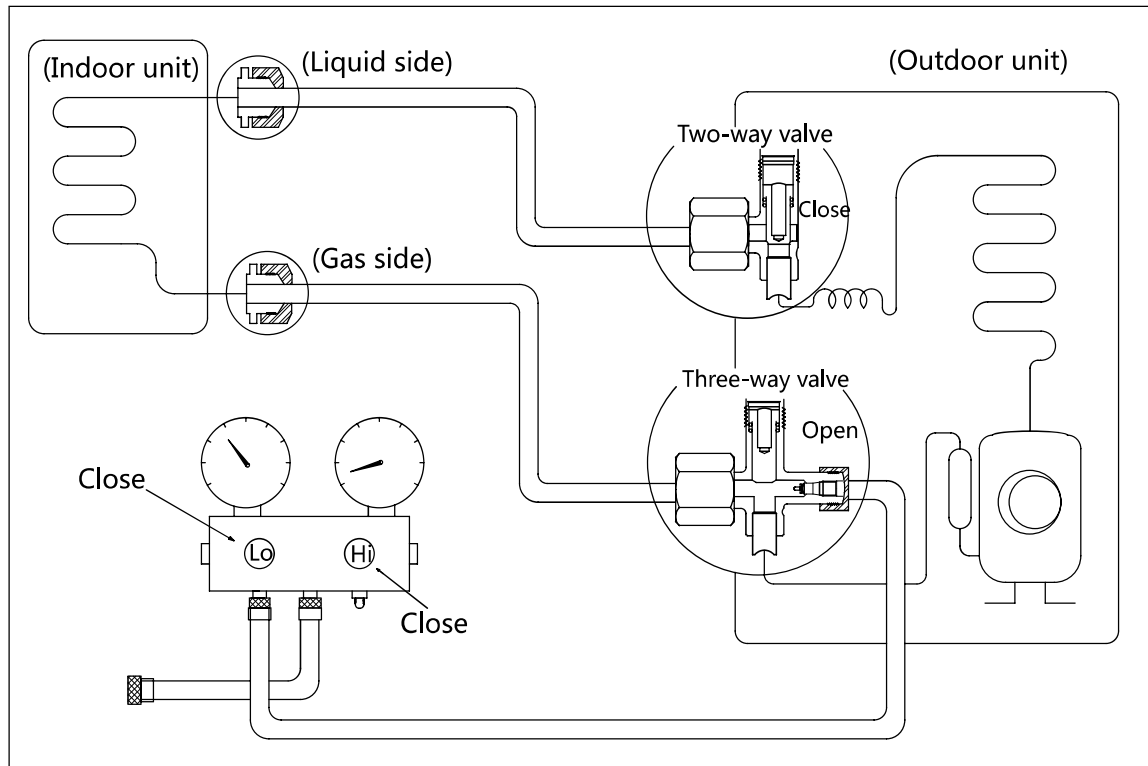 (Indoor unit)
(Liquid side)
(Outdoor unit)
Two-way valve
Close
(Gas side)
Three-way valve
Open
Close
Lo
Hi
Close